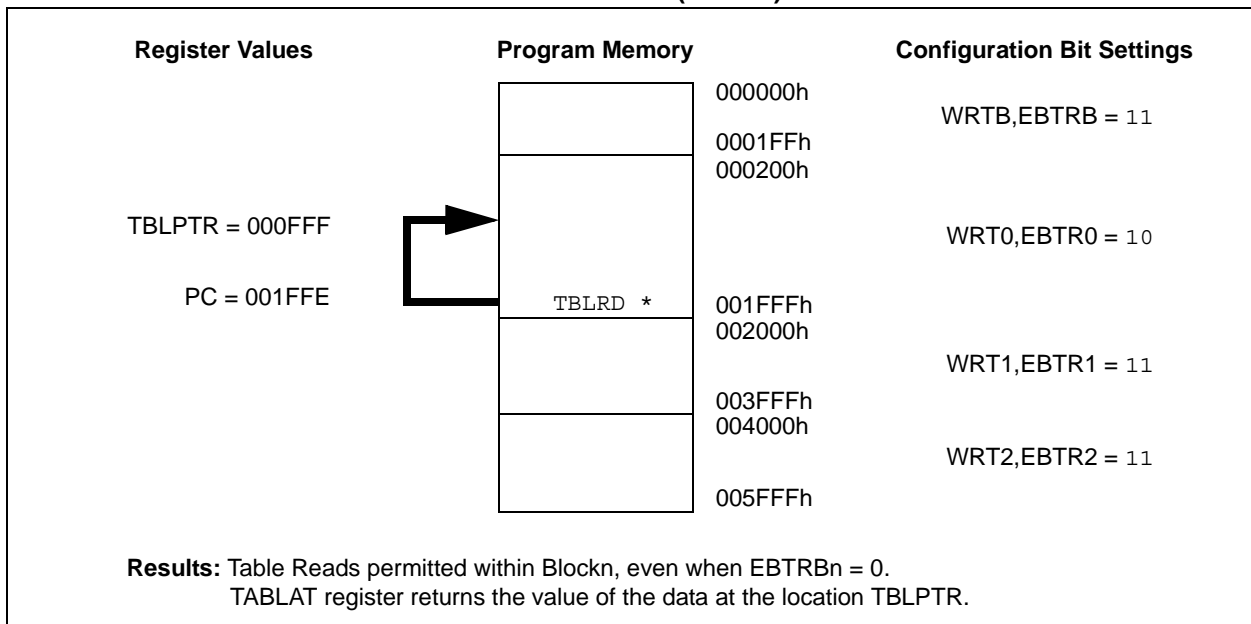 Register Values Program Memory Configuration Bit Settings
000000h
WRTB,EBTRB = 11
0001FFh
000200h
TBLPTR = 000FFF
WRT0,EBTR0 = 10
PC = 001FFE
TBLRD * 001FFFh
002000h
WRT1,EBTR1 = 11
003FFFh
004000h
WRT2,EBTR2 = 11
005FFFh
Results: Table Reads permitted within Blockn, even when EBTRBn = 0.
TABLAT register returns the value of the data at the location TBLPTR.